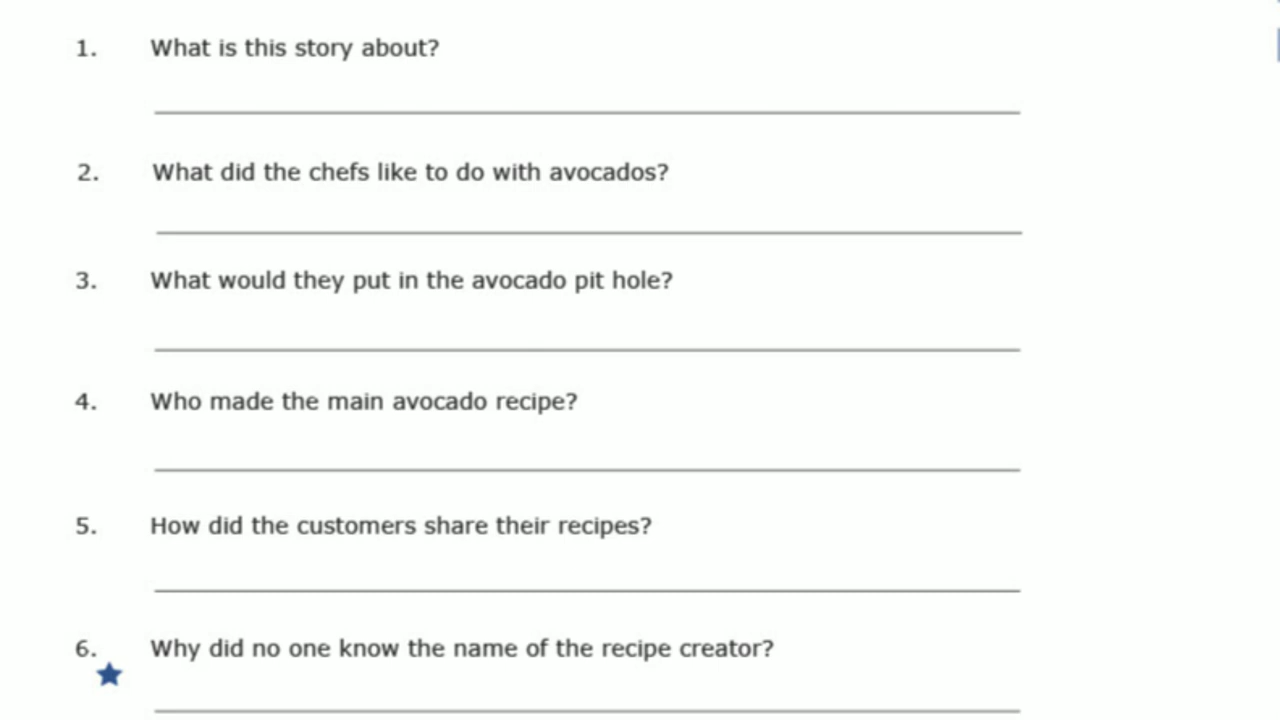 1. What is this story about?
2. What did the chefs like to do with avocados?
3. What would they put in the avocado pit hole?
4. Who made the main avocado recipe?
5. How did the customers share their recipes?
6. Why did no one know the name of the recipe creator?